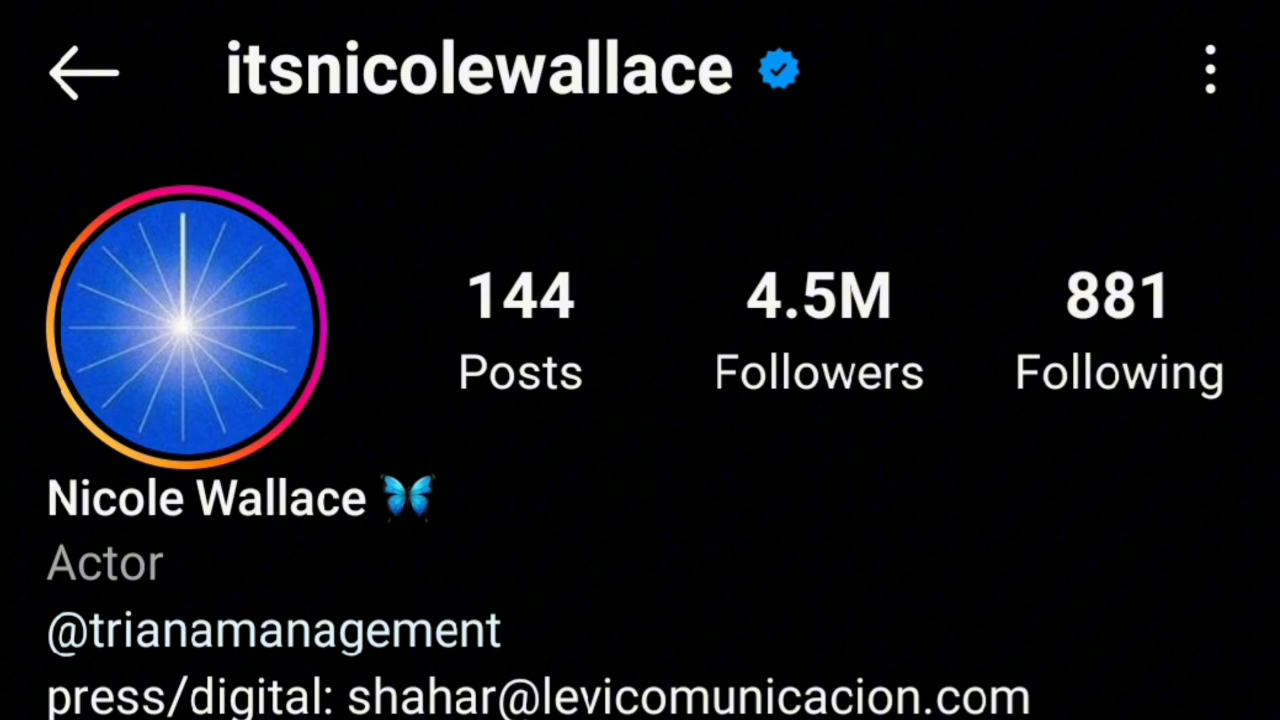 itsnicolewallace
144 4.5M 881
Posts Followers Following
Nicole Wallace 🦋
Actor
@trianamanagement
press/digital: shahar@levicomunicacion.com